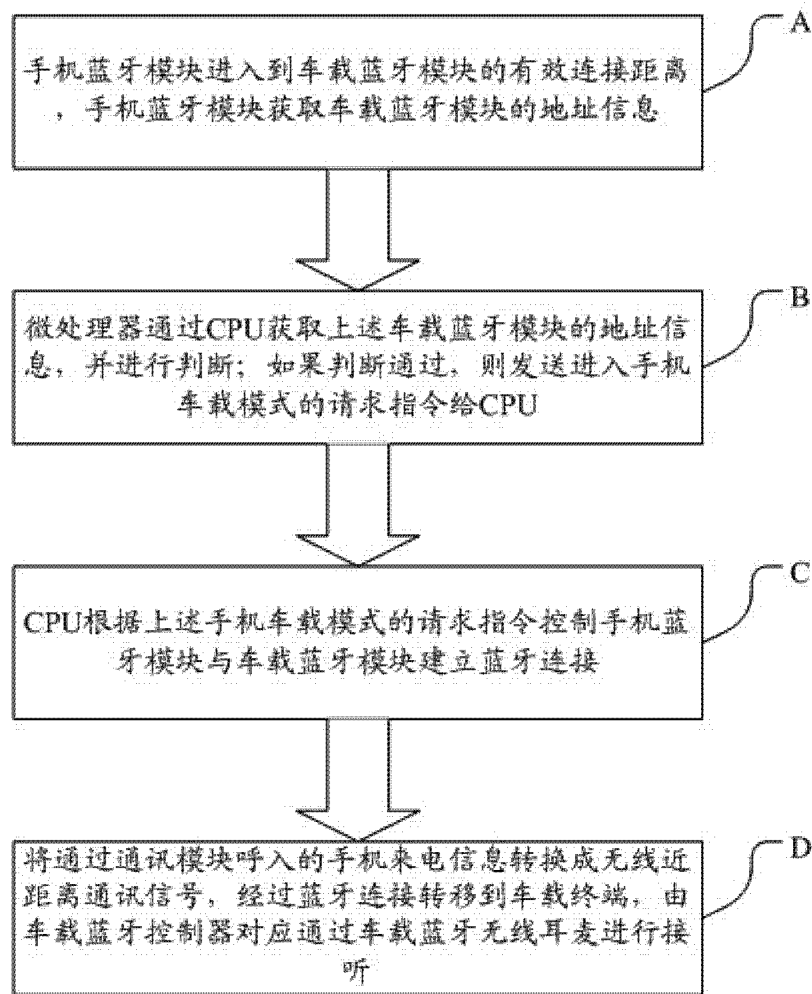 A
手机蓝牙模块进入到车载蓝牙模块的有效连接距离
，手机蓝牙模块获取车载蓝牙模块的地址信息
B
微处理器通过CPU获取上述车载蓝牙模块的地址信
息，并进行判断；如果判断通过，则发送进入手机
车载模式的请求指令给CPU
C
CPU根据上述手机车载模式的请求指令控制手机蓝
牙模块与车载蓝牙模块建立蓝牙连接
D
将通过通讯模块呼入的手机来电信息转换成无线近
距离通讯信号，经过蓝牙连接转移到车载终端，由
车载蓝牙控制器对应通过车载蓝牙无线耳麦进行接
听